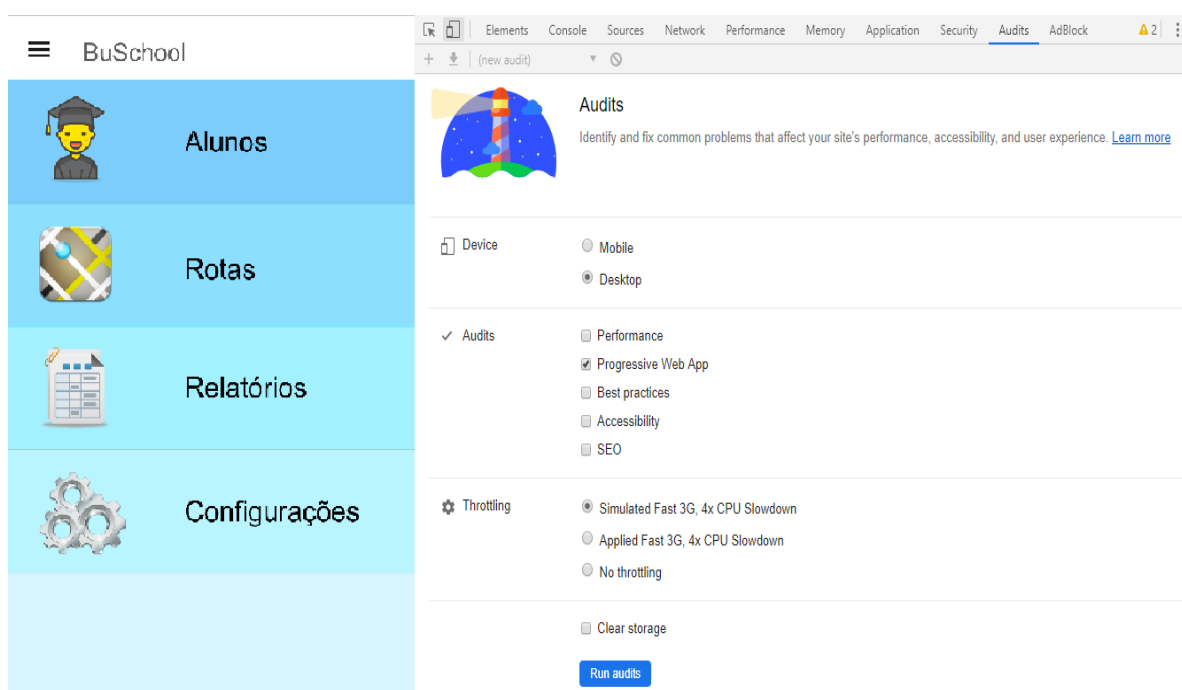 BuSchool
Alunos
Rotas
Relatórios
Configurações
Elements Console Sources Network Performance Memory Application Security Audits AdBlock 2
(new audit)
Audits
Identify and fix common problems that affect your site's performance, accessibility, and user experience. Learn more
Device
Mobile
Desktop
Audits
Performance
Progressive Web App
Best practices
Accessibility
SEO
Throttling
Simulated Fast 3G, 4x CPU Slowdown
Applied Fast 3G, 4x CPU Slowdown
No throttling
Clear storage
Run audits